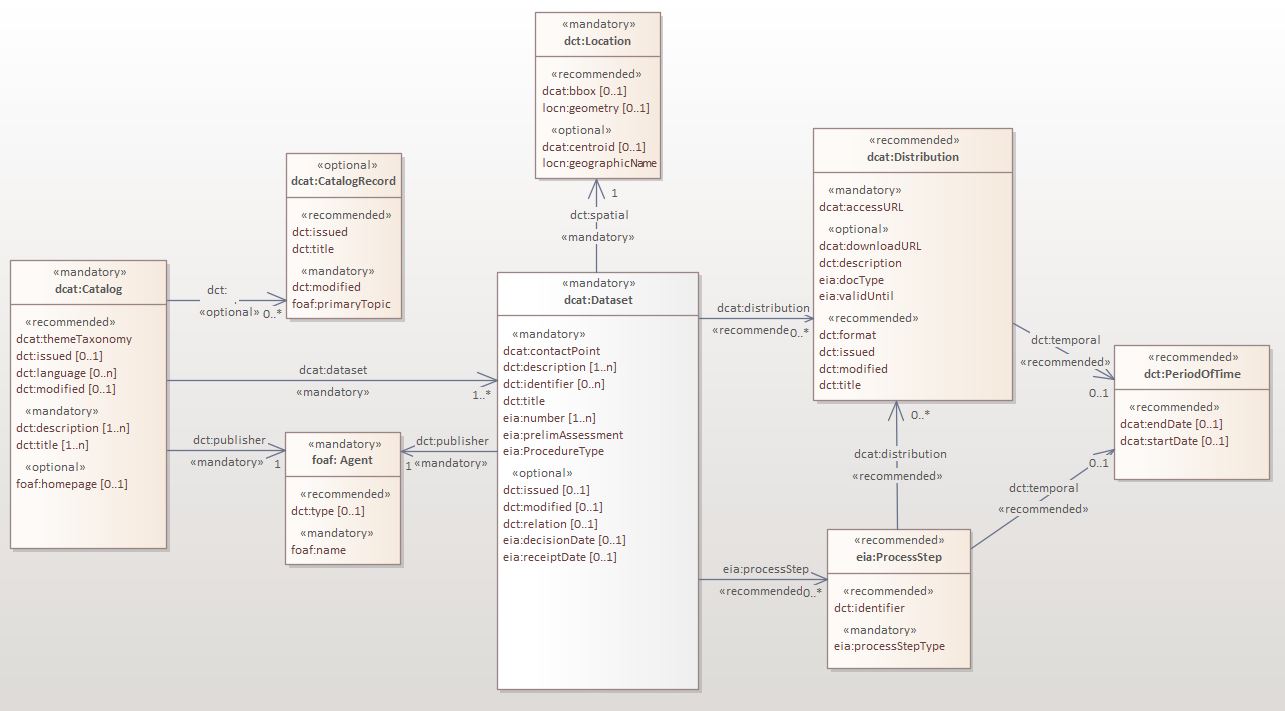 «mandatory»
dct:Location
«recommended»
dcat:bbox [0..1]
locn:geometry [0..1]
«optional»
dcat:centroid [0..1]
locn:geographicName
1
dct:spatial
«mandatory»
«optional»
dcat:CatalogRecord
«recommended»
dct:issued
dct:title
«mandatory»
dct:modified
foaf:primaryTopic
«mandatory»
dcat:Catalog
«recommended»
dcat:themeTaxonomy
dct:issued [0..1]
dct:language [0..n]
dct:modified [0..1]
«mandatory»
dct:description [1..n]
dct:title [1..n]
«optional»
foaf:homepage [0..1]
dct:
«optional»
0..*
dcat:dataset
«mandatory»
1..*
dct:publisher
«mandatory»
1
«mandatory»
foaf: Agent
«recommended»
dct:type [0..1]
«mandatory»
foaf:name
dct:publisher
1
«mandatory»
«mandatory»
dcat:Dataset
«mandatory»
dcat:contactPoint
dct:description [1..n]
dct:identifier [0..n]
dct:title
eia:number [1..n]
eia:prelimAssessment
eia:ProcedureType
«optional»
dct:issued [0..1]
dct:modified [0..1]
dct:relation [0..1]
eia:decisionDate [0..1]
eia:receiptDate [0..1]
dcat:distribution
«recommende
0..*
«recommended»
dcat:Distribution
«mandatory»
dcat:accessURL
«optional»
dcat:downloadURL
dct:description
eia:docType
eia:validUntil
«recommended»
dct:format
dct:issued
dct:modified
dct:title
dct:temporal
«recommended»
0..1
«recommended»
dct:PeriodOfTime
«recommended»
dcat:endDate [0..1]
dcat:startDate [0..1]
0..*
dcat:distribution
«recommended»
0..1
dct:temporal
«recommended»
eia:processStep
«recommended
0..*
«recommended»
eia:ProcessStep
«recommended»
dct:identifier
«mandatory»
eia:processStepType